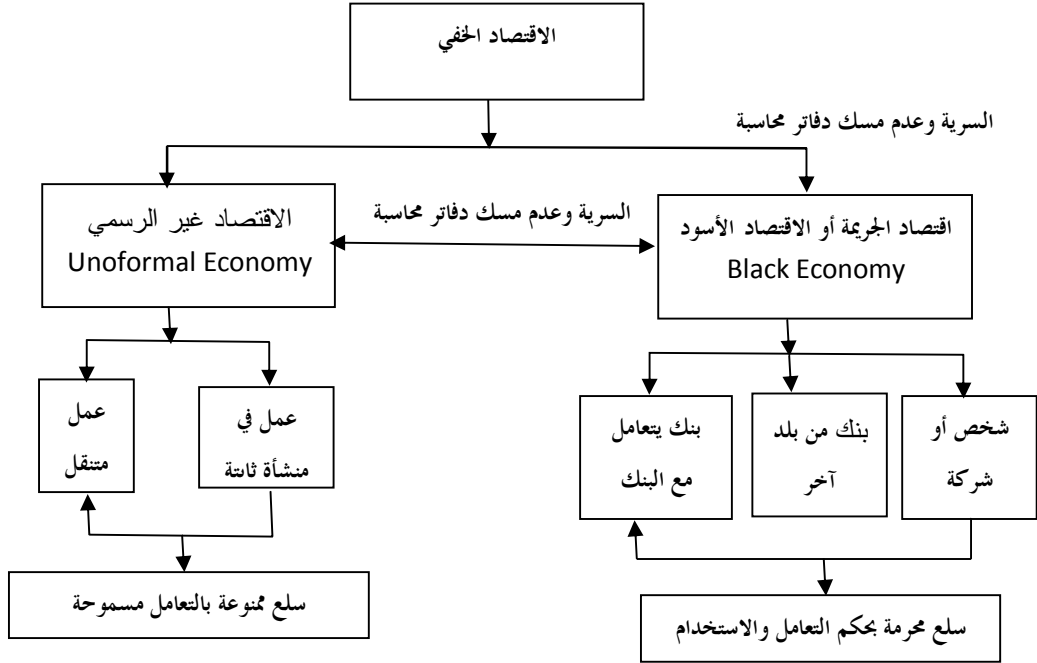 الاقتصاد الخفي
السرية وعدم مسك دفاتر محاسبة
اقتصاد الجريمة أو الاقتصاد الأسود
Black Economy
السرية وعدم مسك دفاتر محاسبة
الاقتصاد غير الرسمي
Unoformal Economy
شخص أو
شركة
بنك من بلد
آخر
بنك يتعامل
مع البنك
عمل في
منشأة ثابتة
عمل
متنقل
سلع محرمة بحكم التعامل والاستخدام
سلع ممنوعة بالتعامل مسموحة